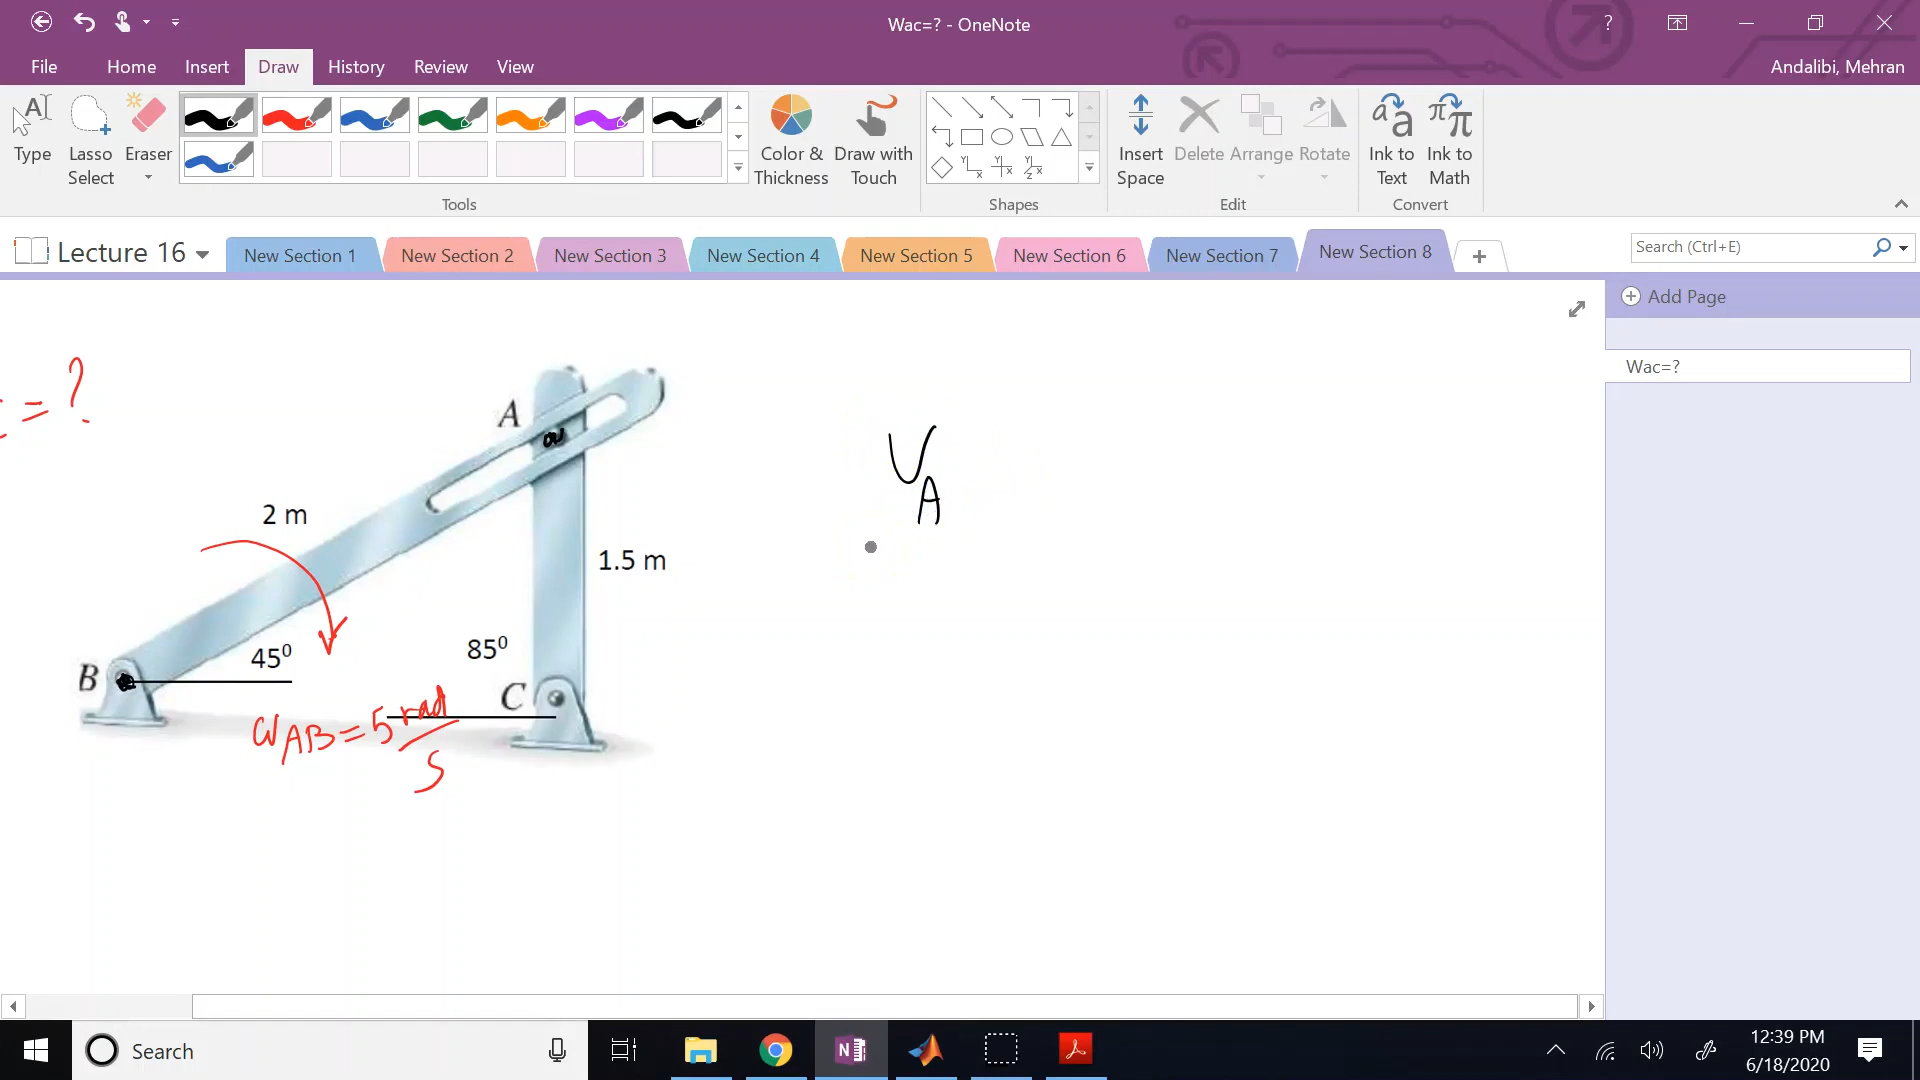 Wac=? - OneNote
?
File Home Insert Draw History Review View
Andalibi, Mehran
Type
Lasso Select
Eraser
Color & Thickness
Draw with Touch
Insert Space
Delete
Arrange
Rotate
Ink to Text
Ink to Math
Tools Shapes Edit Convert
Lecture 16
New Section 1 New Section 2 New Section 3 New Section 4 New Section 5 New Section 6 New Section 7 New Section 8 +
Search (Ctrl+E)
Add Page
Wac=?
= ?
A
V_A
2 m
1.5 m
45⁰
85⁰
B
C
ω_AB = 5 rad/s
Search
12:39 PM
6/18/2020